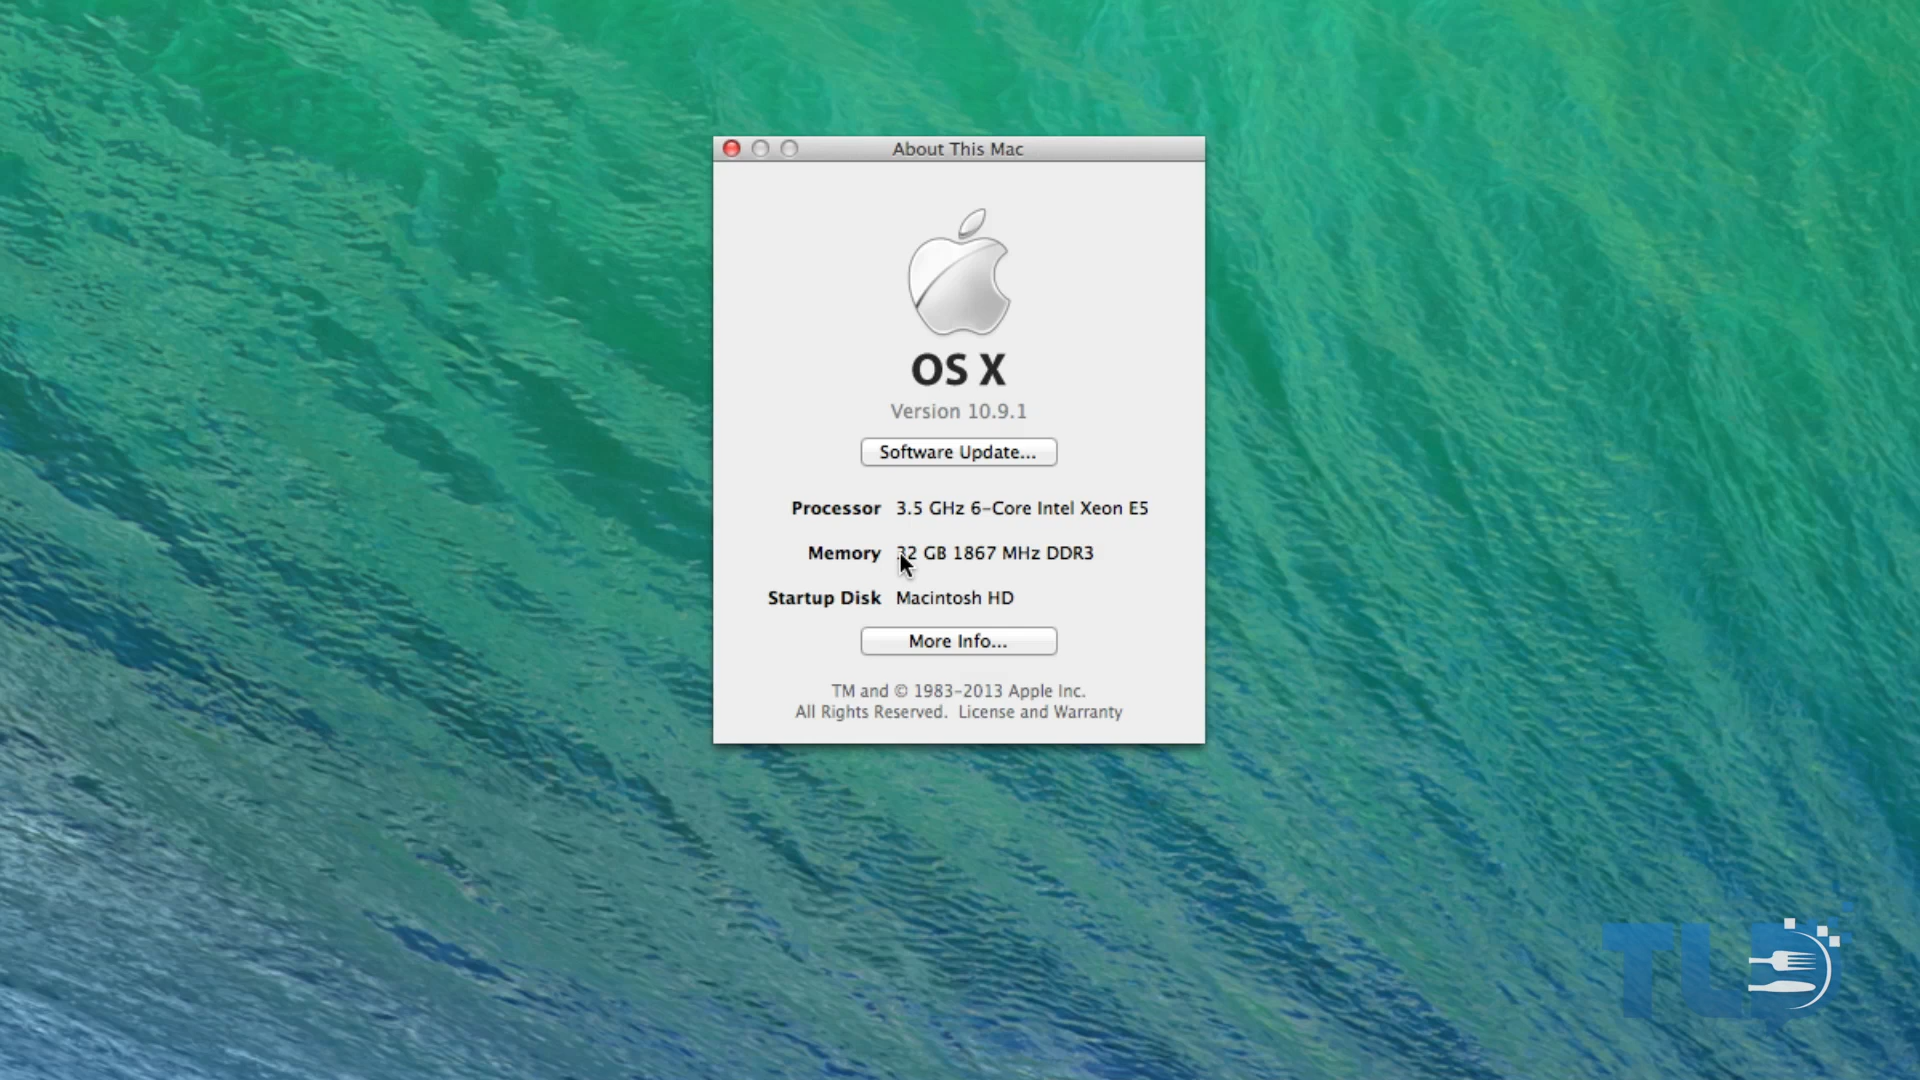 About This Mac
OS X
Version 10.9.1
Software Update...
Processor 3.5 GHz 6-Core Intel Xeon E5
Memory 32 GB 1867 MHz DDR3
Startup Disk Macintosh HD
More Info...
TM and © 1983-2013 Apple Inc.
All Rights Reserved. License and Warranty
TLD